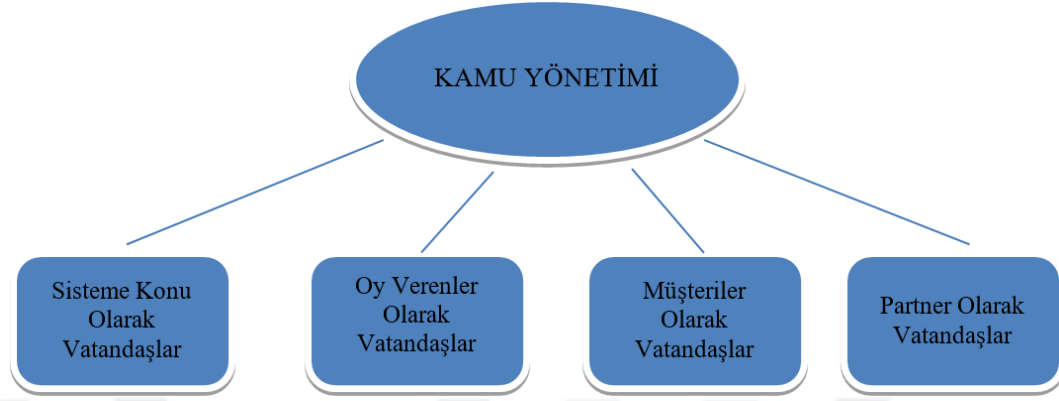 KAMU YÖNETİMİ
Sisteme Konu
Olarak
Vatandaşlar
Oy Verenler
Olarak
Vatandaşlar
Müşteriler
Olarak
Vatandaşlar
Partner Olarak
Vatandaşlar